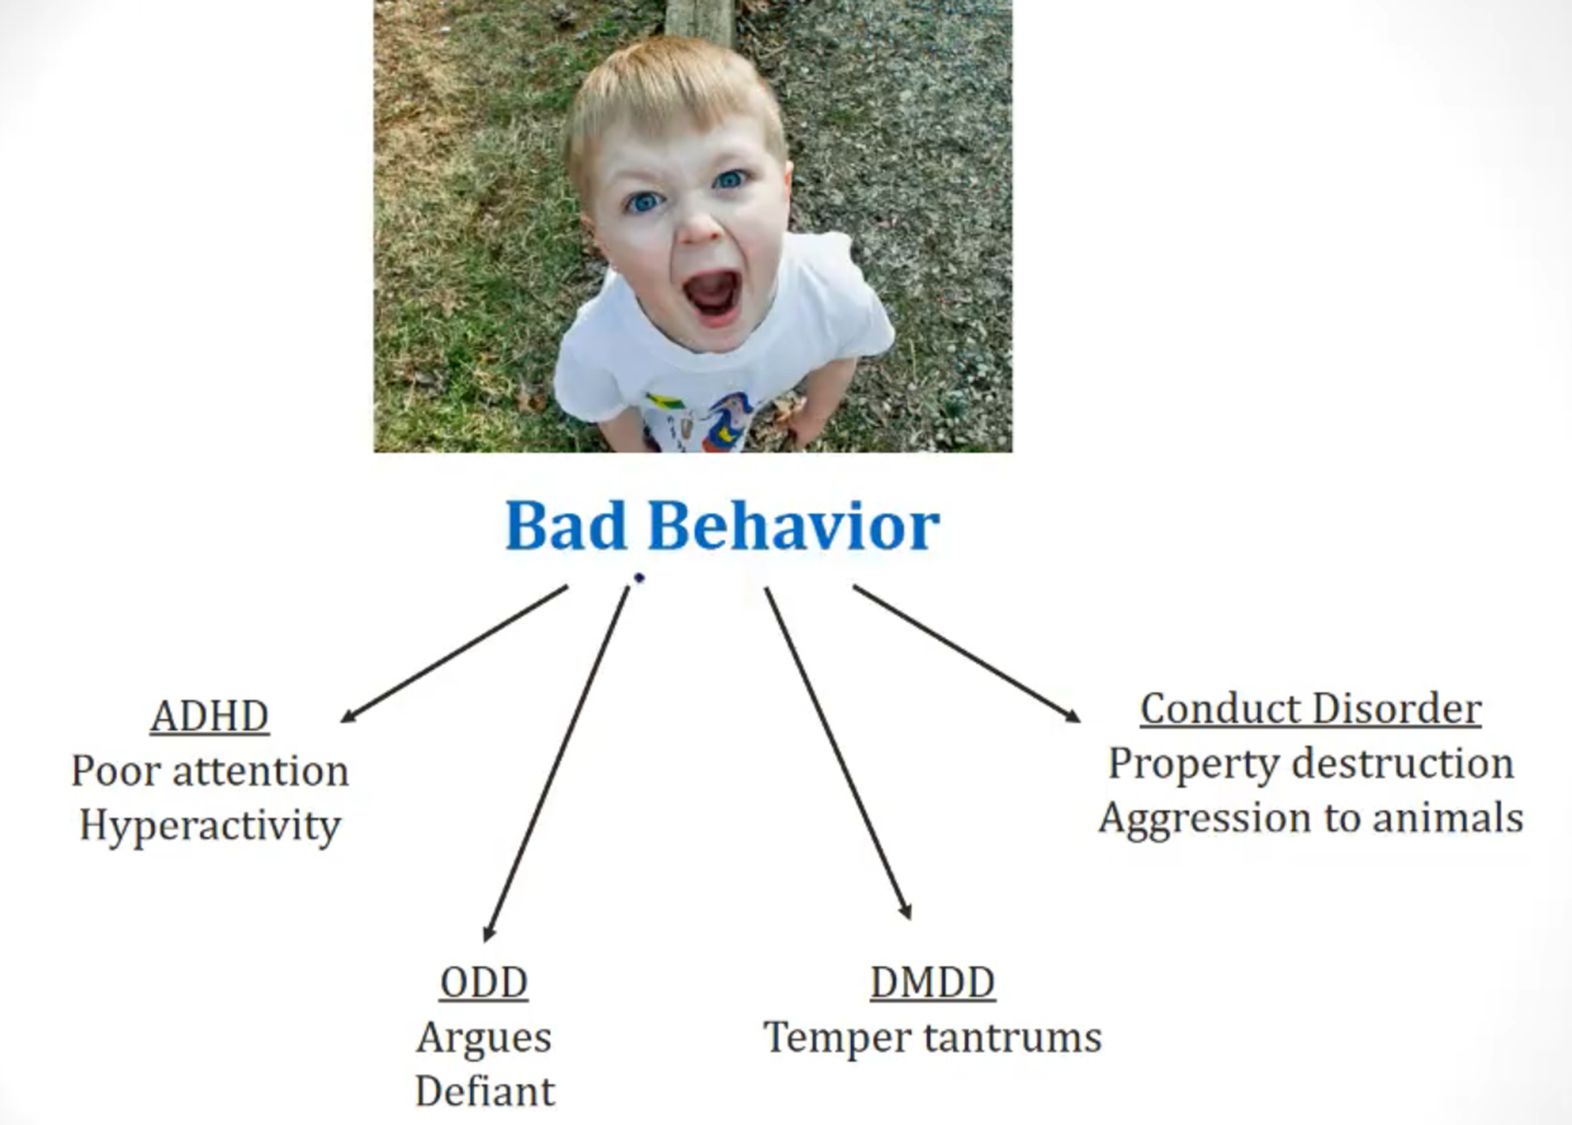 Bad Behavior
ADHD
Poor attention
Hyperactivity
ODD
Argues
Defiant
DMDD
Temper tantrums
Conduct Disorder
Property destruction
Aggression to animals